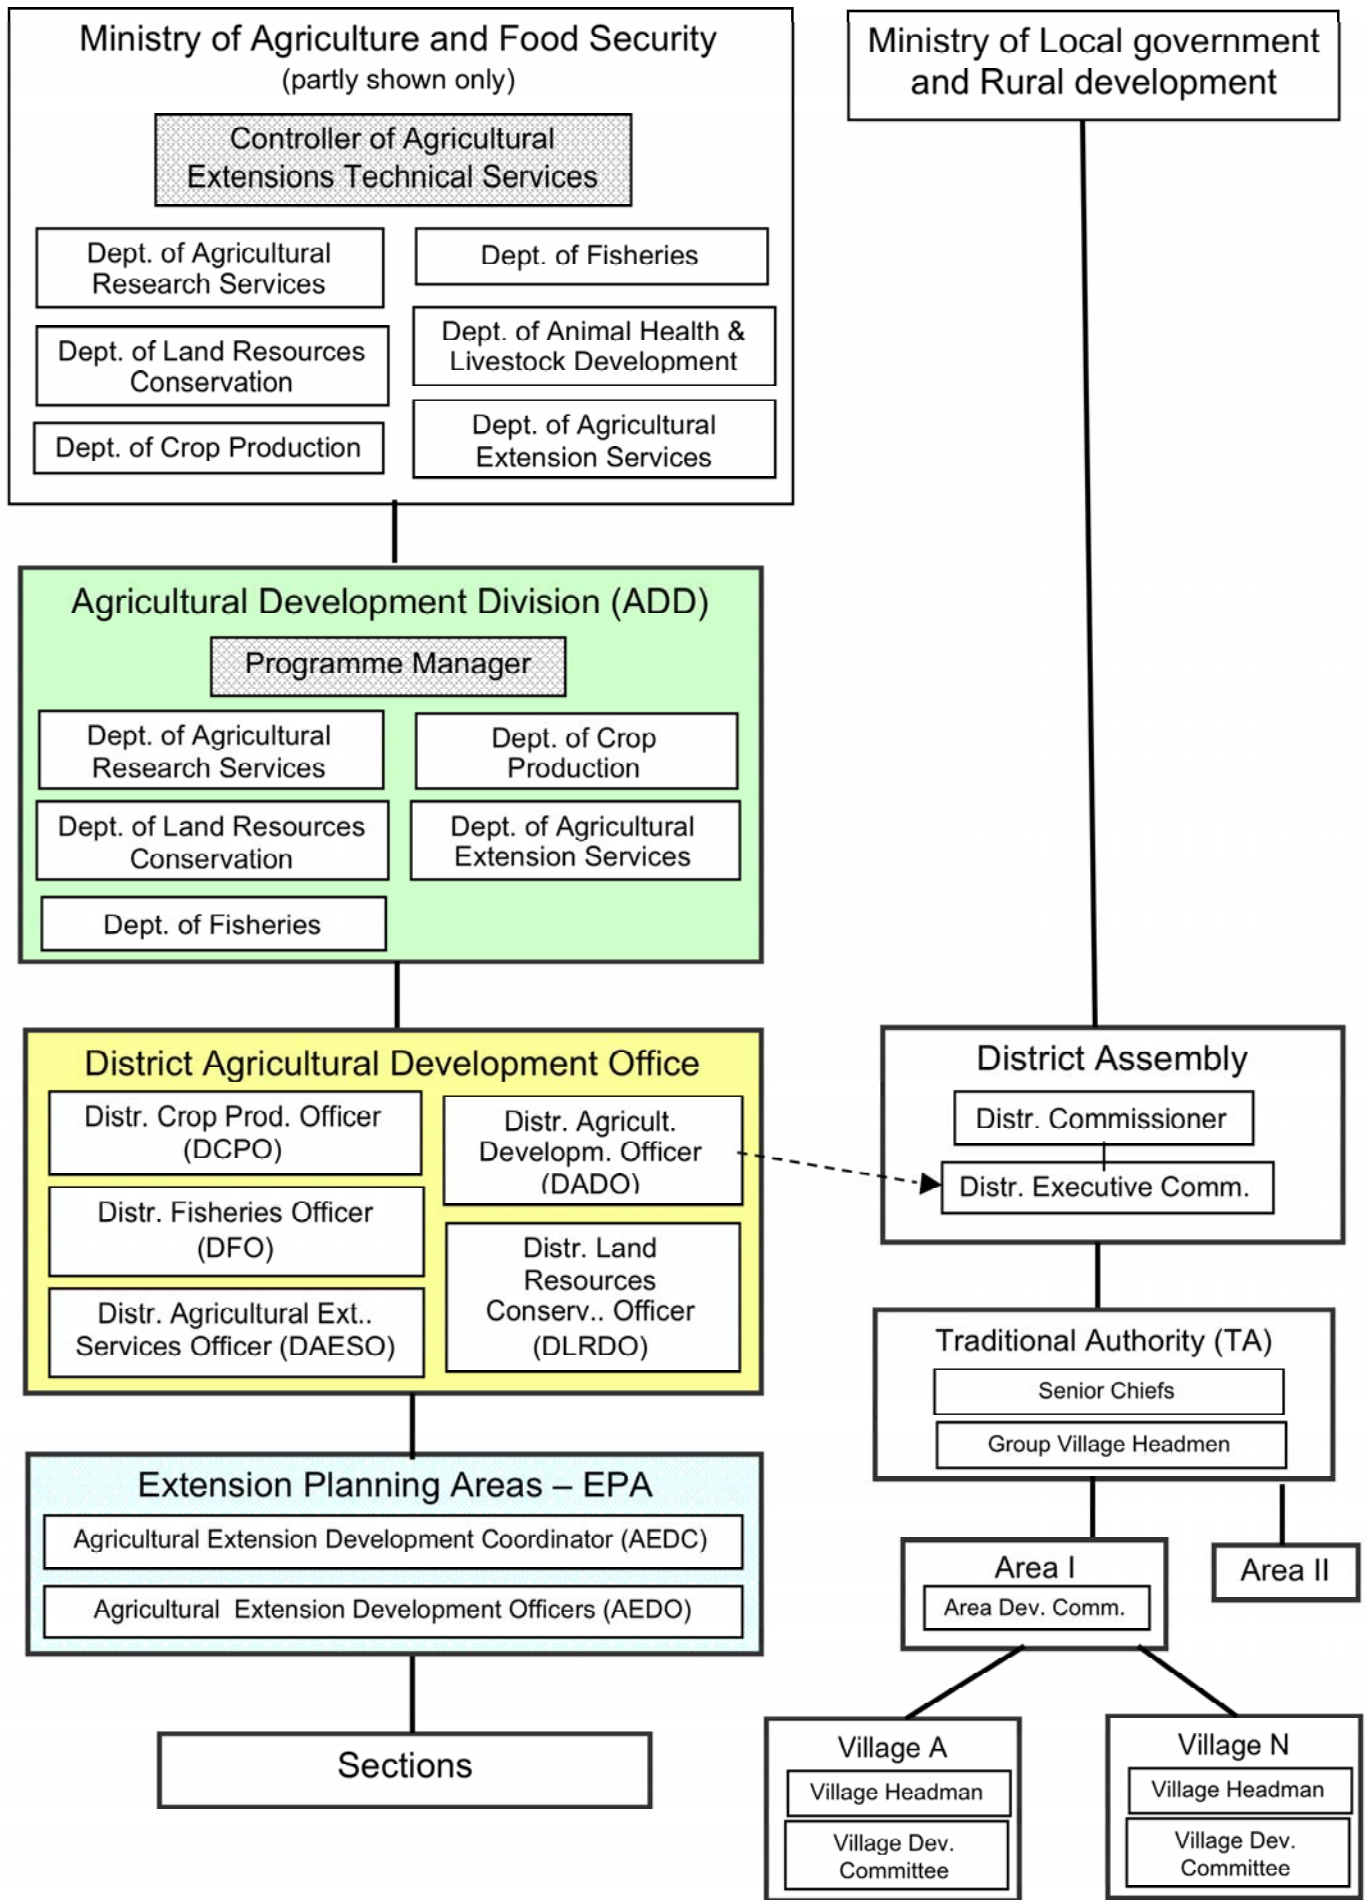 Ministry of Agriculture and Food Security
(partly shown only)
Controller of Agricultural
Extensions Technical Services
Dept. of Agricultural
Research Services
Dept. of Land Resources
Conservation
Dept. of Crop Production
Dept. of Fisheries
Dept. of Animal Health &
Livestock Development
Dept. of Agricultural
Extension Services
Agricultural Development Division (ADD)
Programme Manager
Dept. of Agricultural
Research Services
Dept. of Land Resources
Conservation
Dept. of Fisheries
Dept. of Crop
Production
Dept. of Agricultural
Extension Services
District Agricultural Development Office
Distr. Crop Prod. Officer
(DCPO)
Distr. Fisheries Officer
(DFO)
Distr. Agricultural Ext..
Services Officer (DAESO)
Distr. Agricult.
Developm. Officer
(DADO)
Distr. Land
Resources
Conserv.. Officer
(DLRDO)
Extension Planning Areas – EPA
Agricultural Extension Development Coordinator (AEDC)
Agricultural Extension Development Officers (AEDO)
Sections
Ministry of Local government
and Rural development
District Assembly
Distr. Commissioner
Distr. Executive Comm.
Traditional Authority (TA)
Senior Chiefs
Group Village Headmen
Area I
Area Dev. Comm.
Area II
Village A
Village Headman
Village Dev.
Committee
Village N
Village Headman
Village Dev.
Committee